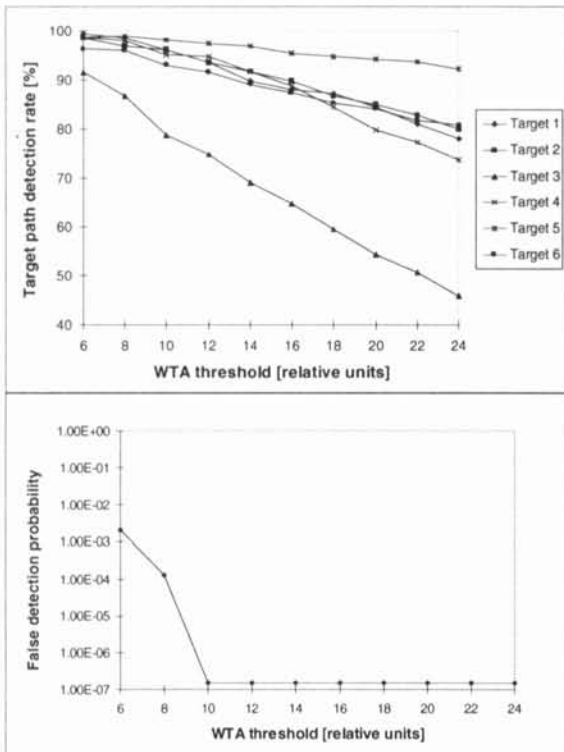 Target path detection rate [%]
100
90
80
70
60
50
40
6 8 10 12 14 16 18 20 22 24
WTA threshold [relative units]
Target 1
Target 2
Target 3
Target 4
Target 5
Target 6
False detection probability
1.00E+00
1.00E-01
1.00E-02
1.00E-03
1.00E-04
1.00E-05
1.00E-06
1.00E-07
6 8 10 12 14 16 18 20 22 24
WTA threshold [relative units]